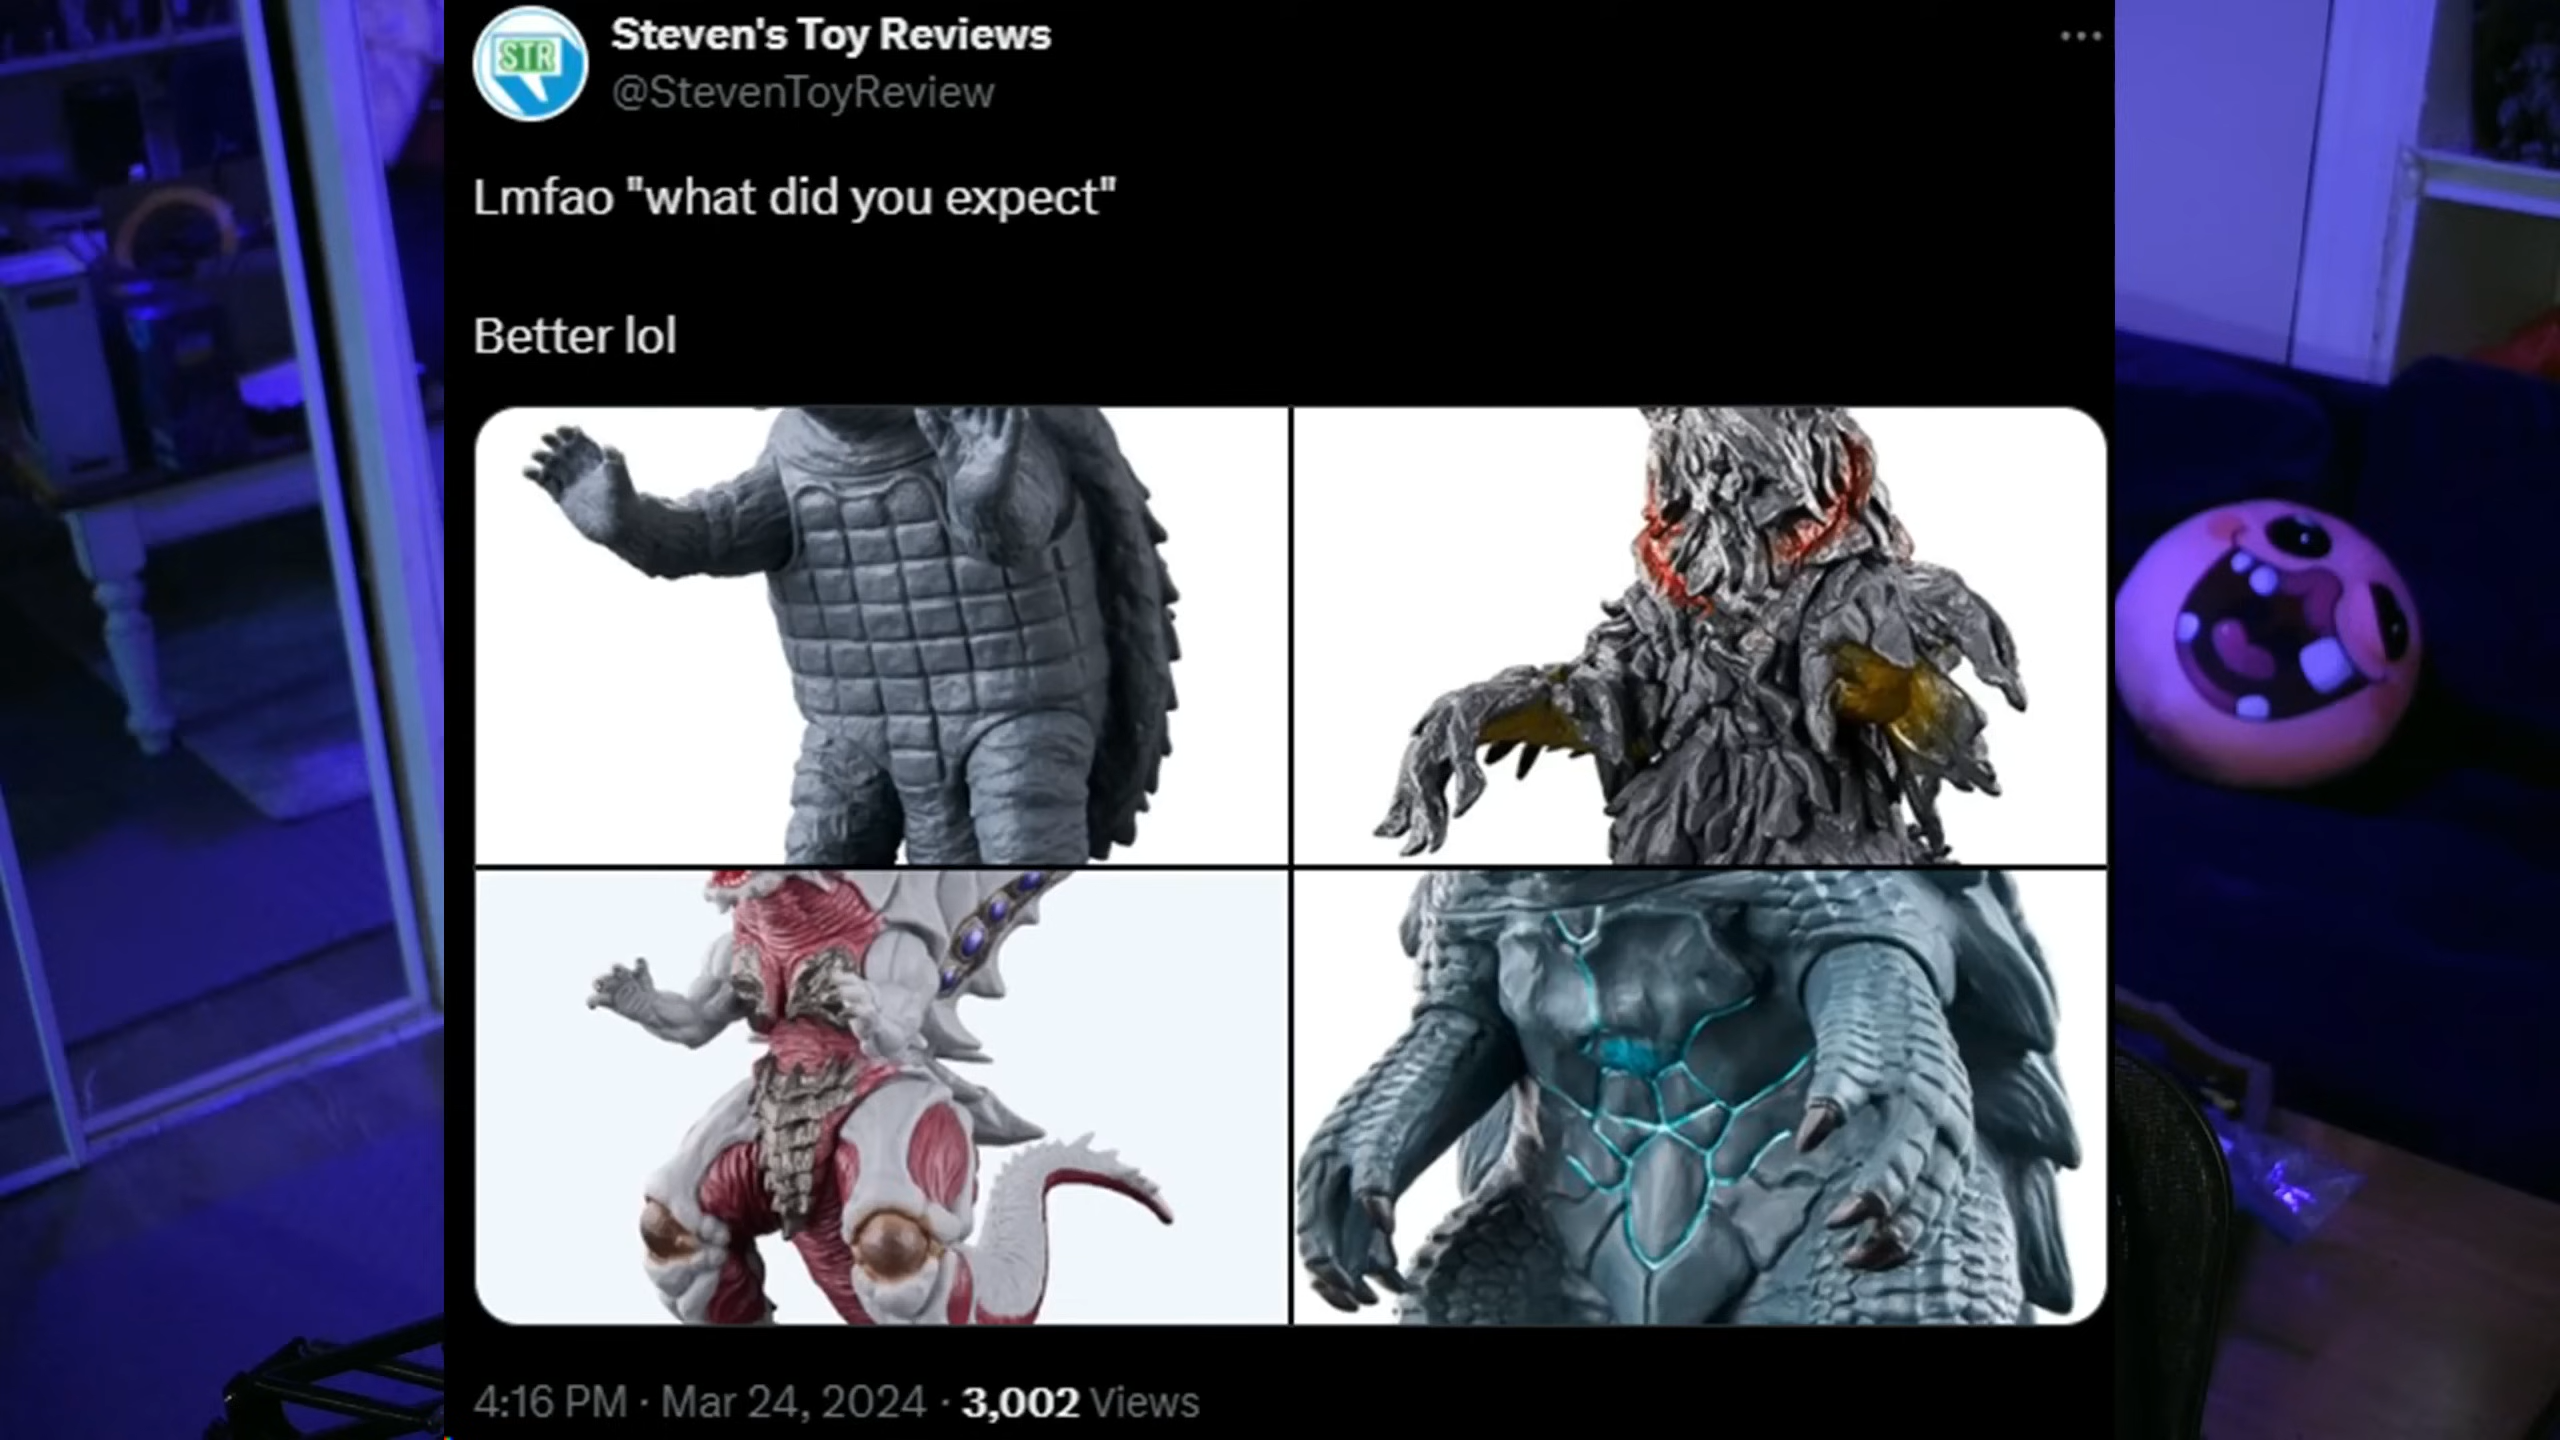 STR
Steven's Toy Reviews
@StevenToyReview
Lmfao "what did you expect"
Better lol
4:16 PM · Mar 24, 2024 · 3,002 Views